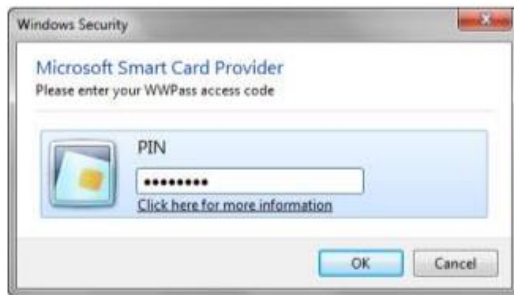 Windows Security
Microsoft Smart Card Provider
Please enter your WWPass access code
PIN
••••••••
Click here for more information
OK Cancel